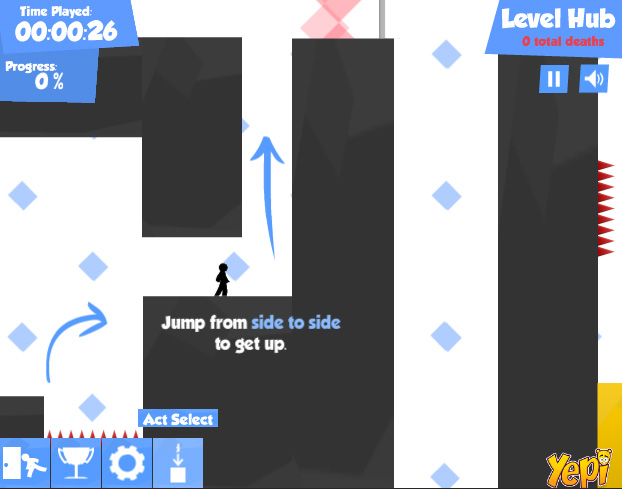 Time Played:
00:00:26
Progress:
0 %
Level Hub
0 total deaths
Jump from side to side
to get up.
Act Select
Yepi